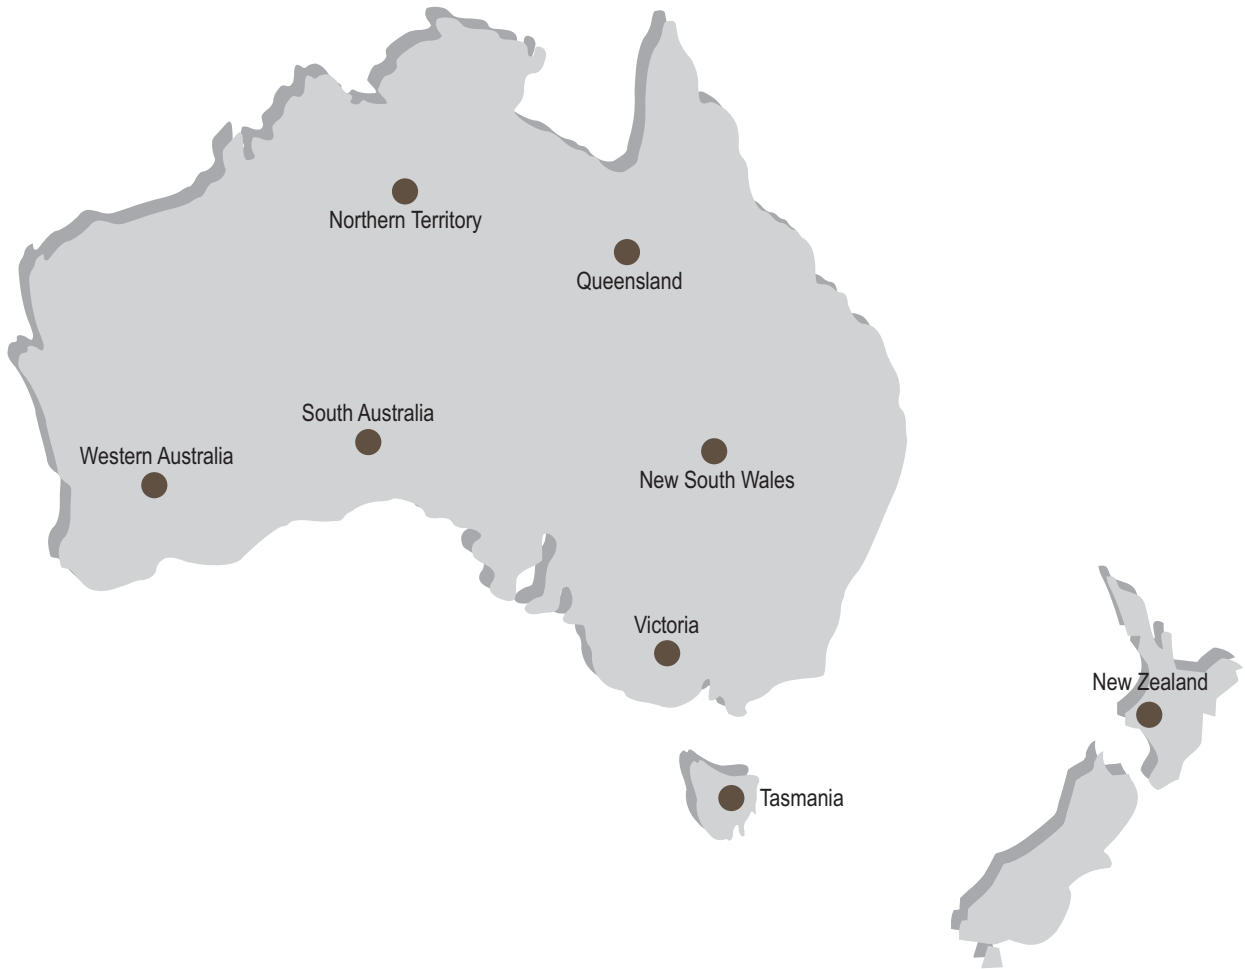 Northern Territory
Queensland
South Australia
Western Australia
New South Wales
Victoria
New Zealand
Tasmania